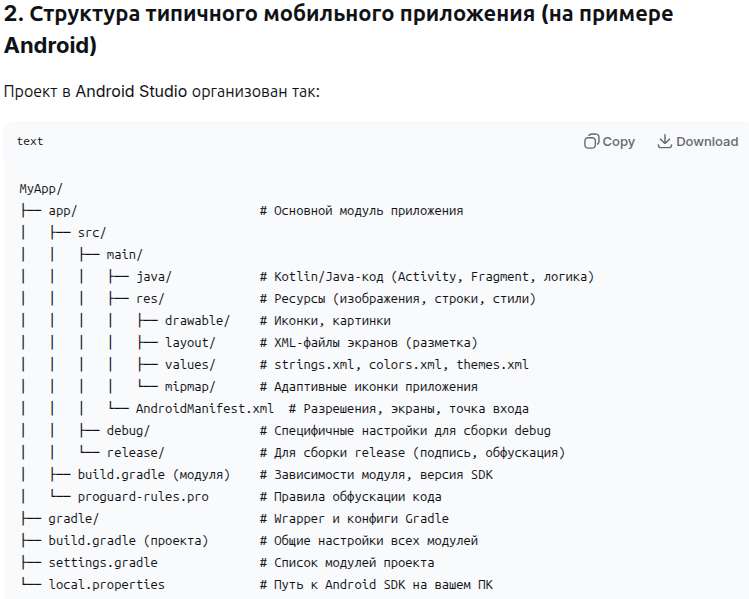 2. Структура типичного мобильного приложения (на примере
Android)
Проект в Android Studio организован так:
text
Copy
Download
MyApp/
├── app/                         # Основной модуль приложения
│   ├── src/
│   │   ├── main/
│   │   │   ├── java/            # Kotlin/Java-код (Activity, Fragment, логика)
│   │   │   ├── res/             # Ресурсы (изображения, строки, стили)
│   │   │   │   ├── drawable/    # Иконки, картинки
│   │   │   │   ├── layout/      # XML-файлы экранов (разметка)
│   │   │   │   ├── values/      # strings.xml, colors.xml, themes.xml
│   │   │   │   └── mipmap/      # Адаптивные иконки приложения
│   │   │   └── AndroidManifest.xml  # Разрешения, экраны, точка входа
│   │   ├── debug/               # Специфичные настройки для сборки debug
│   │   └── release/             # Для сборки release (подпись, обфускация)
│   ├── build.gradle (модуля)    # Зависимости модуля, версия SDK
│   └── proguard-rules.pro       # Правила обфускации кода
├── gradle/                      # Wrapper и конфиги Gradle
├── build.gradle (проекта)       # Общие настройки всех модулей
├── settings.gradle              # Список модулей проекта
└── local.properties             # Путь к Android SDK на вашем ПК